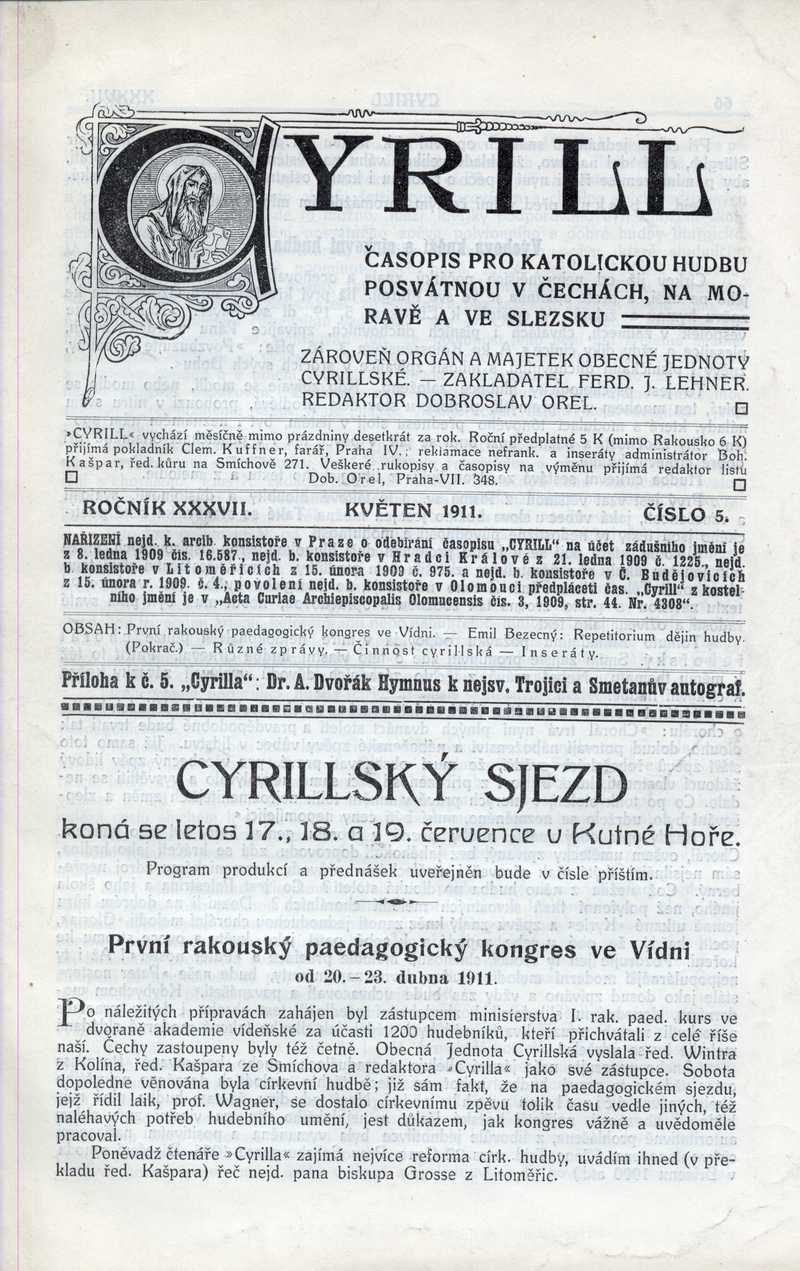 CYRILL
ČASOPIS PRO KATOLICKOU HUDBU
POSVÁTNOU V ČECHÁCH, NA MO-
RAVĚ A VE SLEZSKU
ZÁROVEŇ ORGÁN A MAJETEK OBECNÉ JEDNOTY
CYRILLSKÉ. — ZAKLADATEL FERD. J. LEHNER.
REDAKTOR DOBROSLAV OREL.
»CYRILL« vychází měsíčně mimo prázdniny desetkrát za rok. Roční předplatné 5 K (mimo Rakousko 6 K)
přijímá pokladník Clem. Kuffner, farář, Praha IV.; reklamace nefrank. a inseráty administrátor Boh.
Kašpar, řed. kůru na Smíchově 271. Veškeré rukopisy a časopisy na výměnu přijímá redaktor listu
Dob. Orel, Praha-VII. 348.
ROČNÍK XXXVII. KVĚTEN 1911. ČÍSLO 5.
NAŘÍZENÍ nejd. k. arcib. konsistoře v Praze o odebírání časopisu „CYRILL“ na účet zádušního jmění je
z 8. ledna 1909 čís. 16.587., nejd. b. konsistoře v Hradci Králové z 21. ledna 1909 č. 1225., nejd.
b. konsistoře v Litoměřicích z 15. února 1909 č. 975. a nejd. b. konsistoře v Č. Budějovicích
z 15. února r. 1909. č. 4., povolení nejd. b. konsistoře v Olomouci předpláceti čas. „Cyrill“ z kostel-
ního jmění je v „Acta Curiae Archiepiscopalis Olomucensis čís. 3, 1909, str. 44. Nr. 4308“.
OBSAH: První rakouský paedagogický kongres ve Vídni. — Emil Bezecný: Repetitorium dějin hudby.
(Pokrač.) — Různé zprávy. — Činnost cyrillská — Inseráty.
Příloha k č. 5. „Cyrilla“: Dr. A. Dvořák Hymnus k nejsv. Trojici a Smetanův autograf.
CYRILLSKÝ SJEZD
koná se letos 17., 18. a 19. července u Kutné Hoře.
Program produkcí a přednášek uveřejněn bude v čísle příštím.
První rakouský paedagogický kongres ve Vídni
od 20.–23. dubna 1911.
Po náležitých přípravách zahájen byl zástupcem ministerstva I. rak. paed. kurs ve
dvoraně akademie vídeňské za účasti 1200 hudebníků, kteří přichvátali z celé říše
naší. Čechy zastoupeny byly též četně. Obecná Jednota Cyrillská vyslala řed. Wintra
z Kolína, řed. Kašpara ze Smíchova a redaktora »Cyrilla« jako své zástupce. Sobota
dopoledne věnována byla církevní hudbě; již sám fakt, že na paedagogickém sjezdu,
jejž řídil laik, prof. Wagner, se dostalo církevnímu zpěvu tolik času vedle jiných, též
naléhavých potřeb hudebního umění, jest důkazem, jak kongres vážně a uvědoměle
pracoval.
Poněvadž čtenáře »Cyrilla« zajímá nejvíce reforma círk. hudby, uvádím ihned (v pře-
kladu řed. Kašpara) řeč nejd. pana biskupa Grosse z Litoměřic.